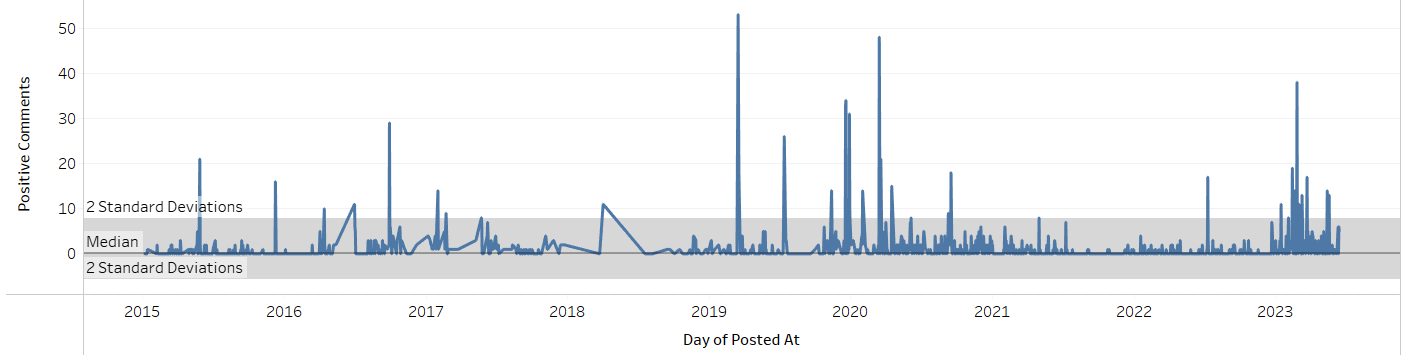 50
40
30
20
10
0
Positive Comments
2 Standard Deviations
Median
2 Standard Deviations
2015 2016 2017 2018 2019 2020 2021 2022 2023
Day of Posted At